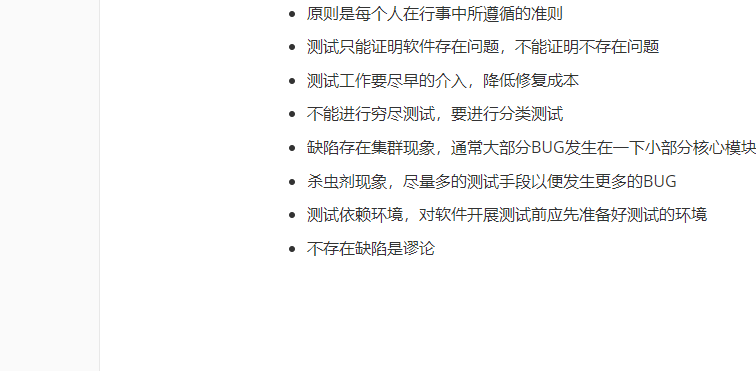 原则是每个人在行事中所遵循的准则
测试只能证明软件存在问题，不能证明不存在问题
测试工作要尽早的介入，降低修复成本
不能进行穷尽测试，要进行分类测试
缺陷存在集群现象，通常大部分BUG发生在一下小部分核心模块
杀虫剂现象，尽量多的测试手段以便发生更多的BUG
测试依赖环境，对软件开展测试前应先准备好测试的环境
不存在缺陷是谬论